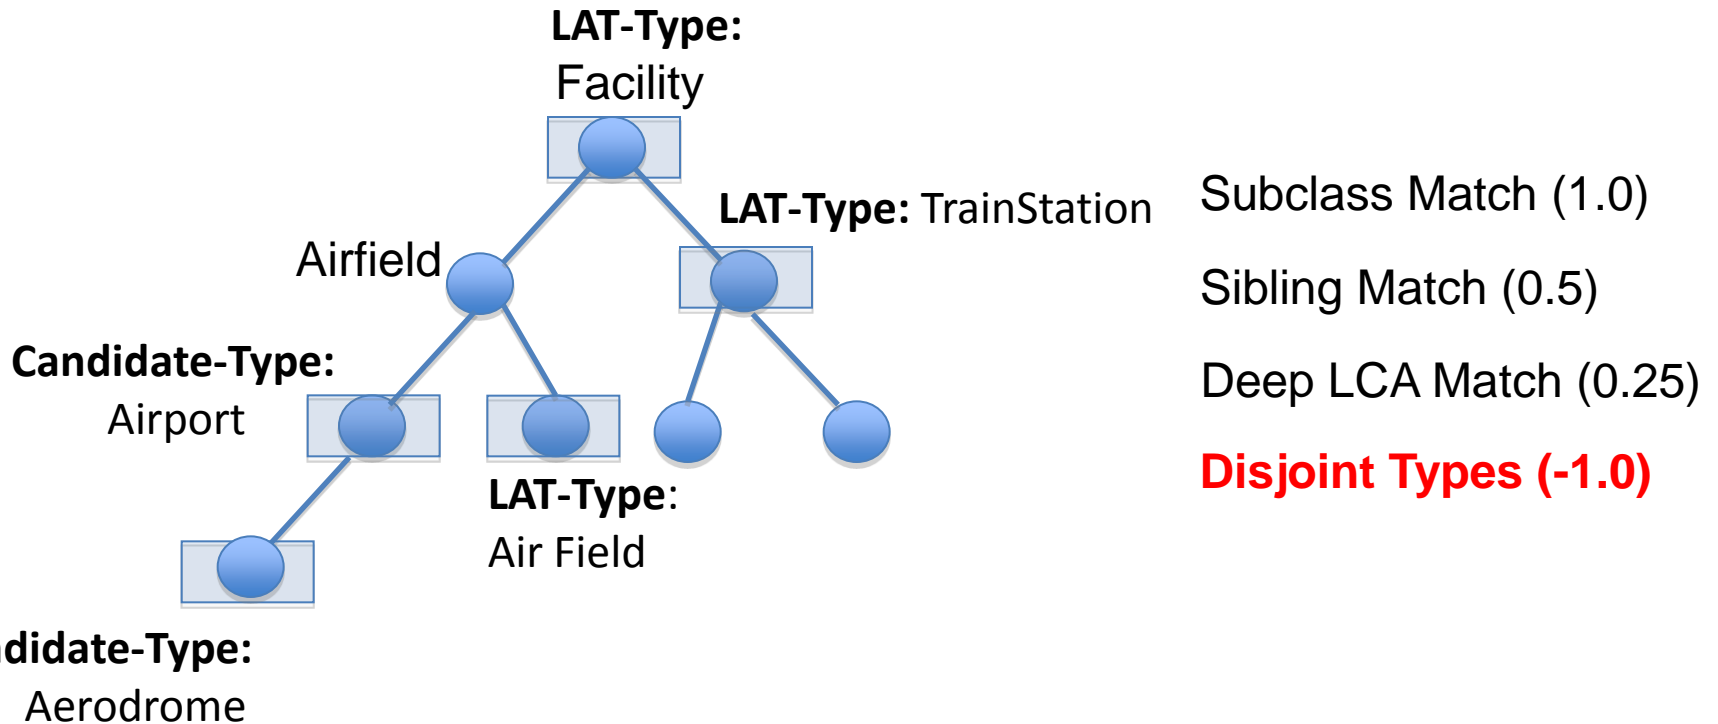 LAT-Type:
Facility
LAT-Type: TrainStation
Airfield
Candidate-Type:
Airport
LAT-Type:
Air Field
ndidate-Type:
Aerodrome
Subclass Match (1.0)
Sibling Match (0.5)
Deep LCA Match (0.25)
Disjoint Types (-1.0)